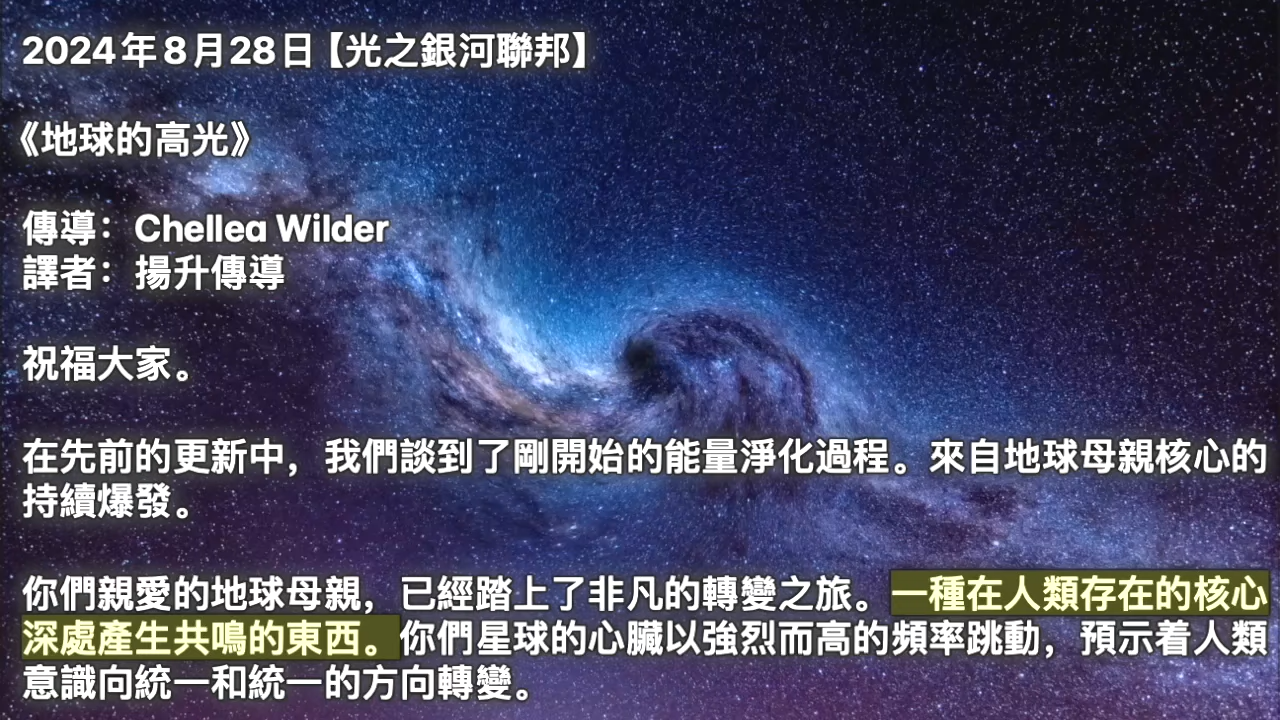 2024年8月28日【光之銀河聯邦】
《地球的高光》
傳導：Chellea Wilder
譯者：揚升傳導
祝福大家。
在先前的更新中，我們談到了剛開始的能量淨化過程。來自地球母親核心的
持續爆發。
你們親愛的地球母親，已經踏上了非凡的轉變之旅。一種在人類存在的核心
深處產生共鳴的東西。你們星球的心臟以強烈而高的頻率跳動，預示着人類
意識向統一和統一的方向轉變。